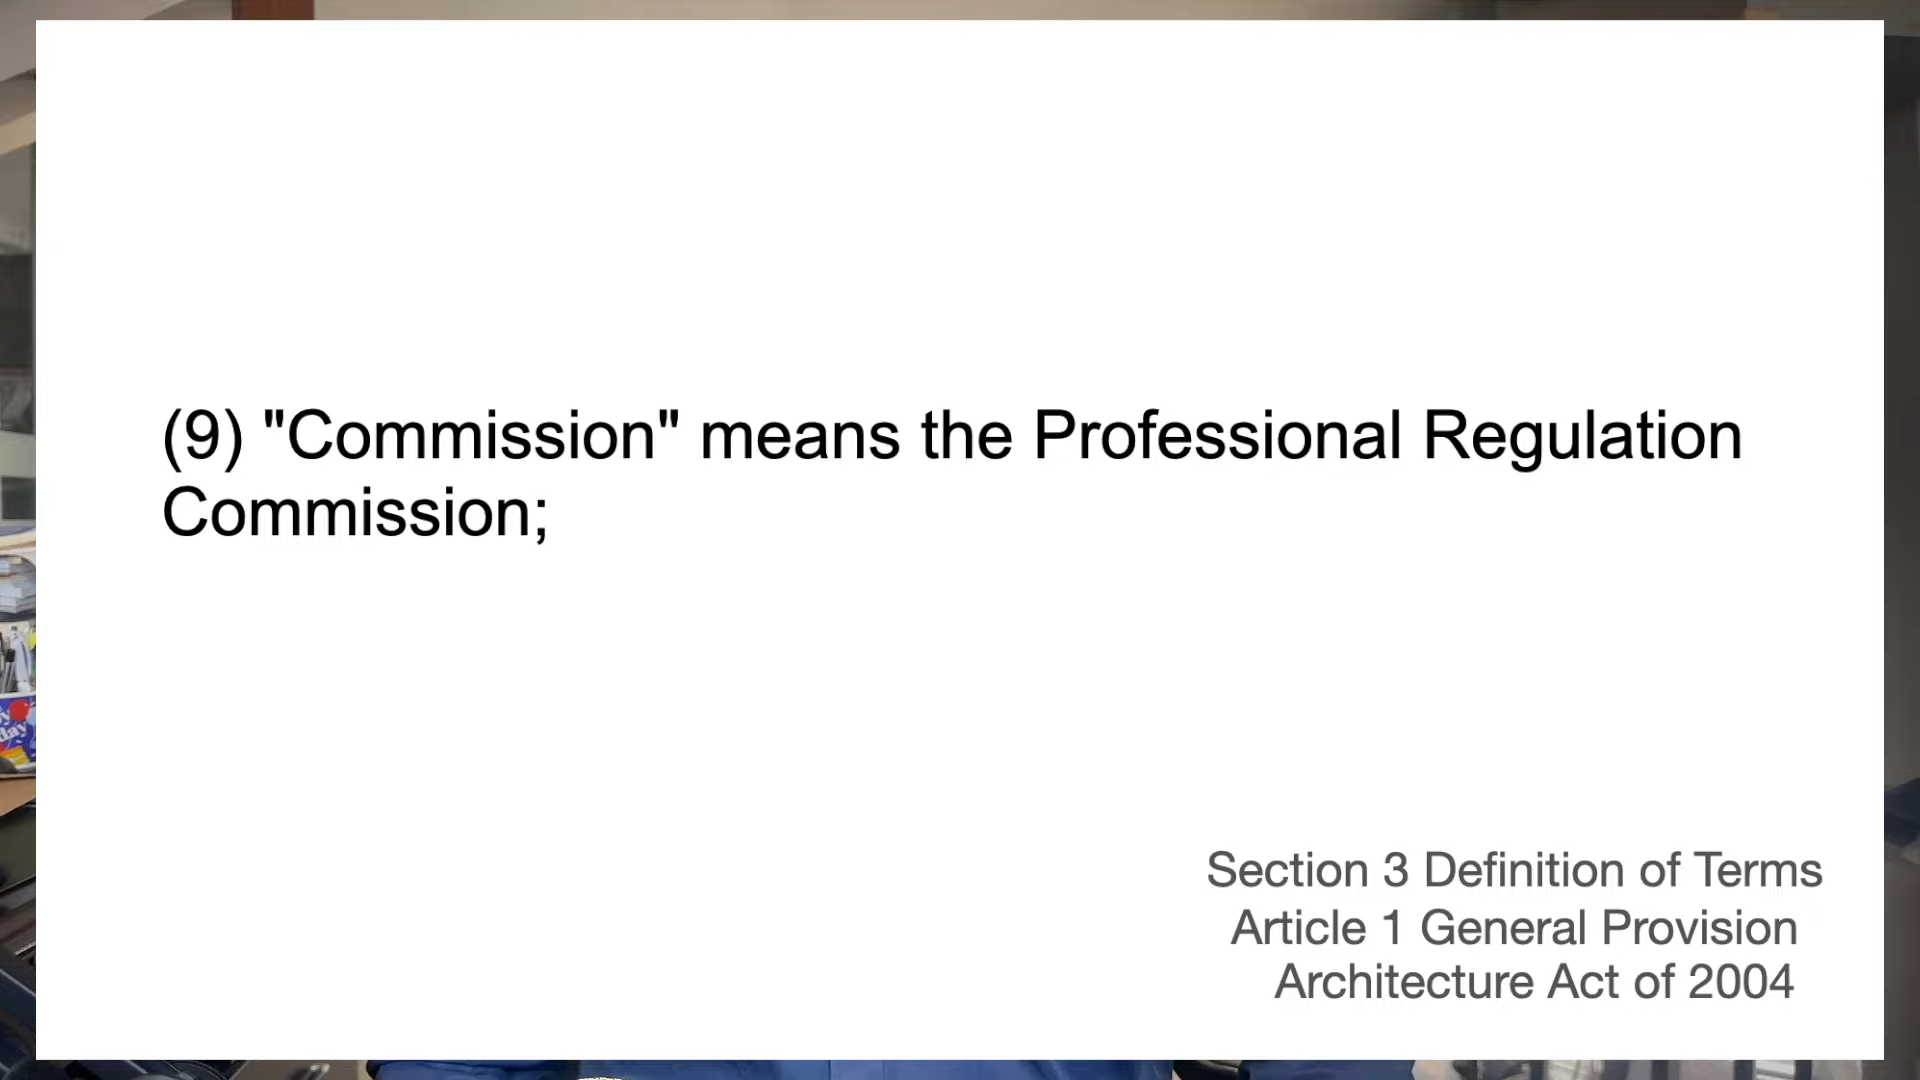 (9) "Commission" means the Professional Regulation
Commission;
Section 3 Definition of Terms
Article 1 General Provision
Architecture Act of 2004